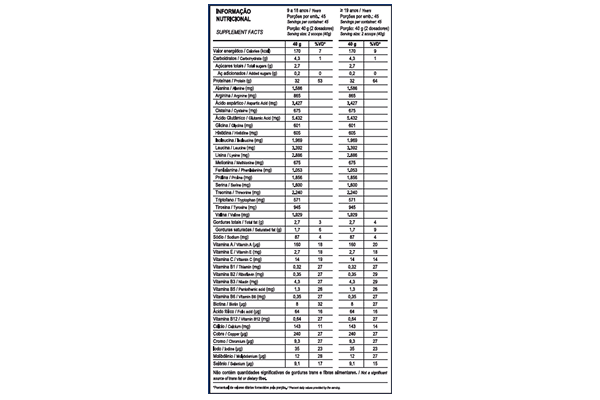 INFORMAÇÃO NUTRICIONAL
SUPPLEMENT FACTS
9 a 18 anos / Years
Porções por emb.: 45
Servings per container: 45
Porção: 40 g (2 dosadores)
Serving size: 2 scoops (40g)
≥ 19 anos / Years
Porções por emb.: 45
Servings per container: 45
Porção: 40 g (2 dosadores)
Serving size: 2 scoops (40g)
40 g %VD* 40 g %VD*
Valor energético / Calories (kcal) 170 7 170 9
Carboidratos / Carbohydrate (g) 4,3 1 4,3 1
Açúcares totais / Total sugars (g) 2,7 2,7
Aç adicionados / Added sugars (g) 0,2 0 0,2 0
Proteínas / Protein (g) 32 63 32 64
Alanina / Alanine (mg) 1,586 1,586
Arginina / Arginine (mg) 865 865
Ácido aspártico / Aspartic Acid (mg) 3,427 3,427
Cisteína / Cysteine (mg) 675 675
Ácido Glutâmico / Glutamic Acid (mg) 5,432 5,432
Glicina / Glycine (mg) 601 601
Histidina / Histidine (mg) 605 605
Isoleucina / Isoleucine (mg) 1,969 1,969
Leucina / Leucine (mg) 3,392 3,392
Lisina / Lysine (mg) 2,886 2,886
Metionina / Methionine (mg) 675 675
Fenilalanina / Phenilalanine (mg) 1,053 1,053
Prolina / Proline (mg) 1,856 1,856
Serina / Serine (mg) 1,600 1,600
Treonina / Threonine (mg) 2,240 2,240
Triptofano / Tryptophan (mg) 571 571
Tirosina / Tyrosine (mg) 945 945
Valina / Valine (mg) 1,829 1,829
Gorduras totais / Total fat (g) 2,7 3 2,7 4
Gorduras saturadas / Saturated fat (g) 1,7 6 1,7 9
Sódio / Sodium (mg) 87 4 87 4
Vitamina A / Vitamin A (µg) 160 18 160 20
Vitamina E / Vitamin E (mg) 2,7 18 2,7 18
Vitamina C / Vitamin C (mg) 14 18 14 14
Vitamina B1 / Thiamin (mg) 0,32 27 0,32 27
Vitamina B2 / Riboflavin (mg) 0,35 27 0,35 29
Vitamina B3 / Niacin (mg) 4,3 27 4,3 29
Vitamina B5 / Pantothenic acid (mg) 1,3 26 1,3 26
Vitamina B6 / Vitamin B6 (mg) 0,35 27 0,35 27
Biotina / Biotin (µg) 8 32 8 27
Ácido fólico / Folic acid (µg) 64 16 64 16
Vitamina B12 / Vitamin B12 (mg) 0,64 27 0,64 27
Cálcio / Calcium (mg) 143 11 143 14
Cobre / Copper (µg) 240 27 240 27
Cromo / Chromium (µg) 9,3 27 9,3 27
Iodo / Iodine (µg) 35 23 35 23
Molibdênio / Molybdenium (µg) 12 28 12 27
Selênio / Selenium (µg) 9,1 17 9,1 15
Não contém quantidades significativas de gorduras trans e fibras alimentares. / Not a significant
source of trans fat or dietary fiber.
*Percentual de valores diários fornecidos pela porção. / * Percent daily values provided by the serving.